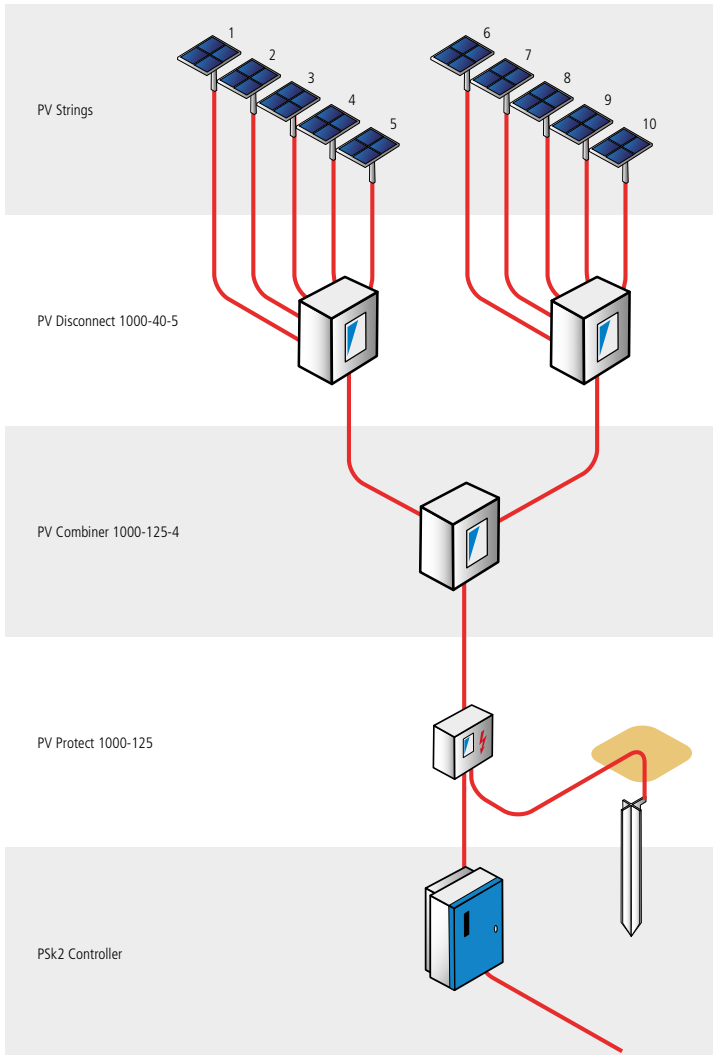 1
2
3
4
5
6
7
8
9
10
PV Strings
PV Disconnect 1000-40-5
PV Combiner 1000-125-4
PV Protect 1000-125
PSk2 Controller